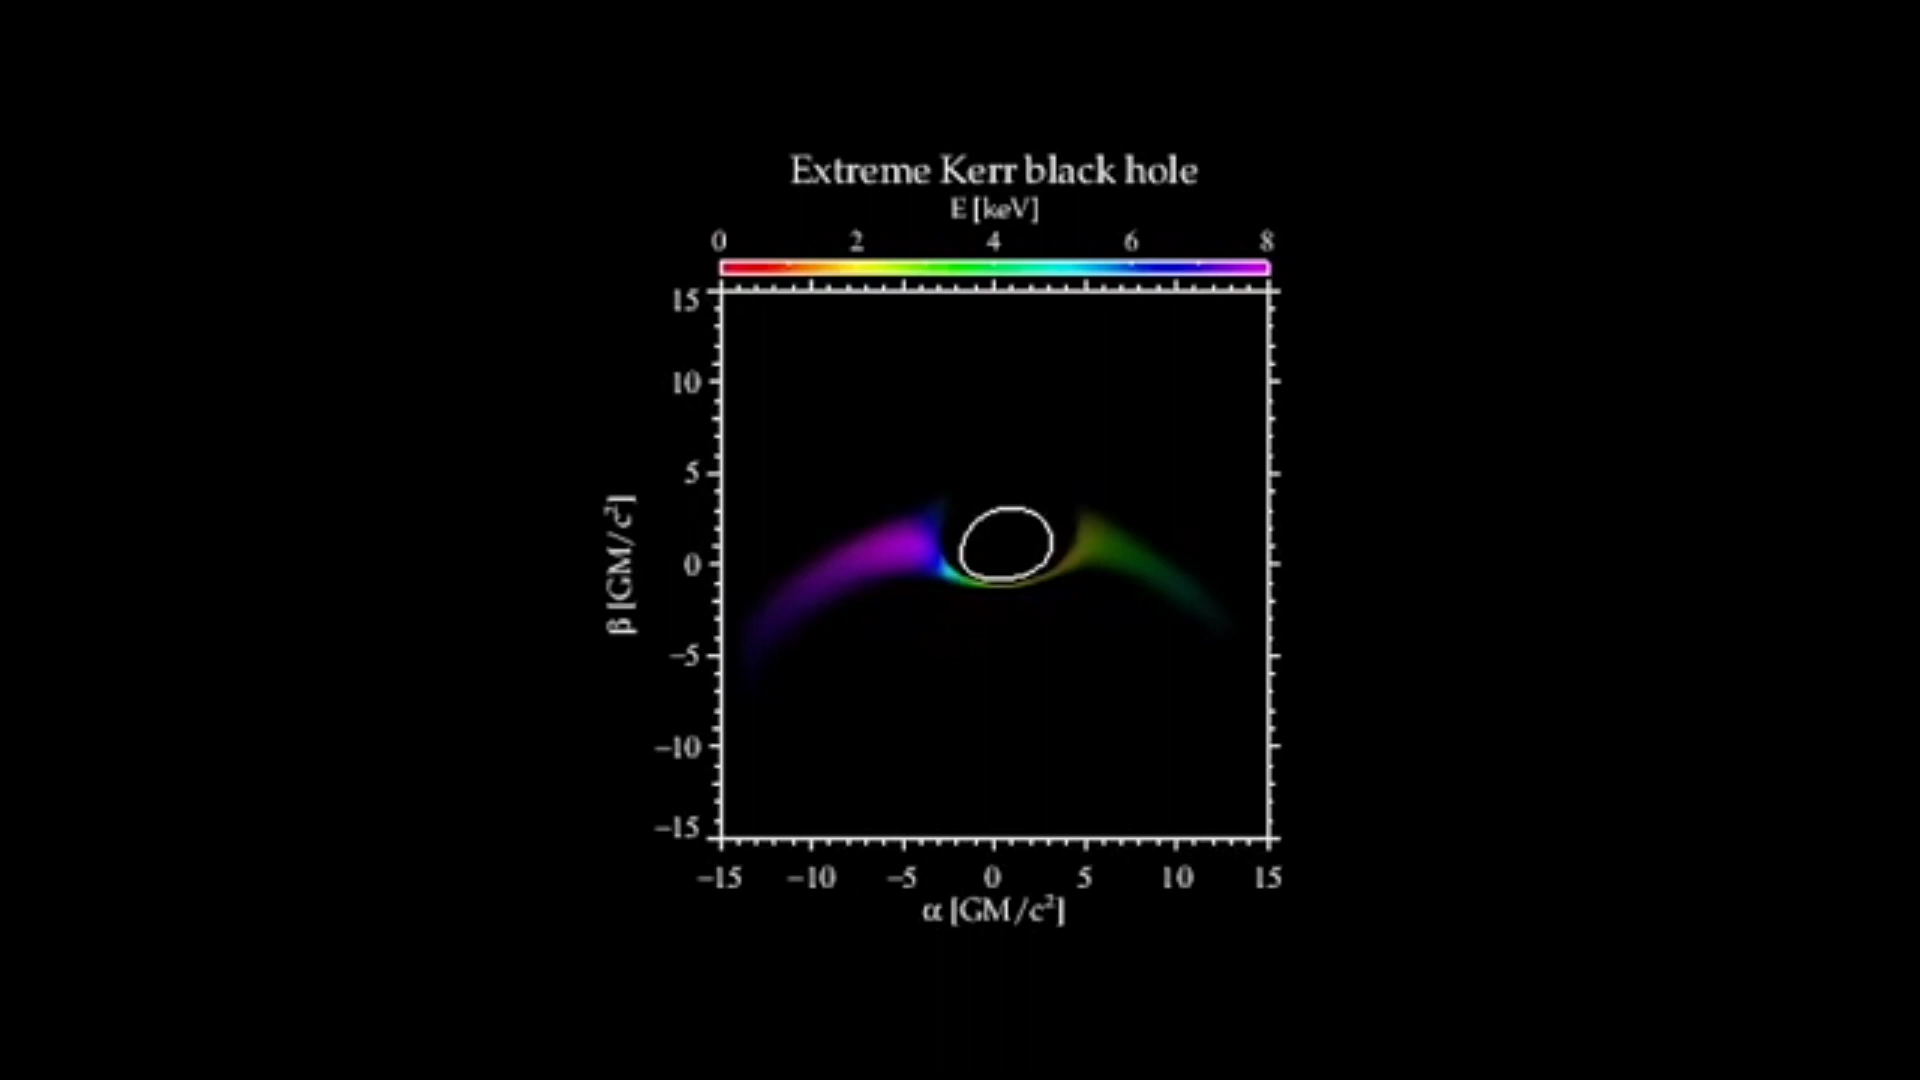 Extreme Kerr black hole
E [keV]
0 2 4 6 8
15
10
5
0
−5
−10
−15
β [GM/c²]
−15 −10 −5 0 5 10 15
α [GM/c²]